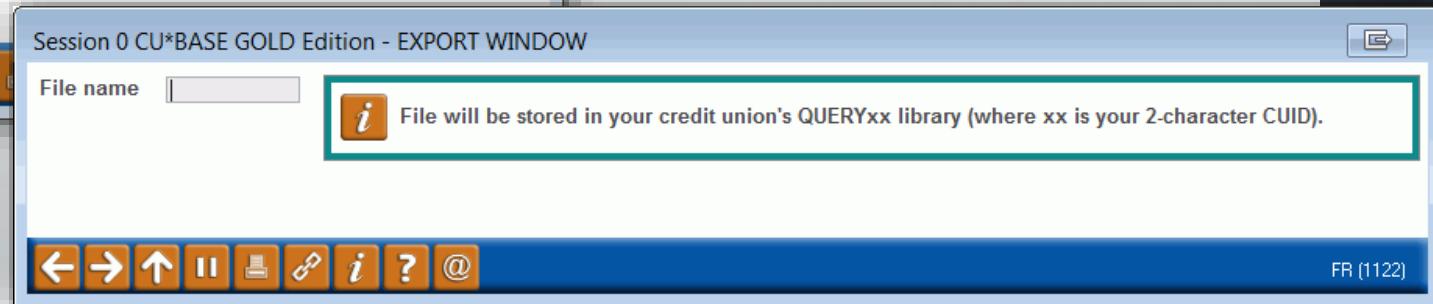 Session 0 CU*BASE GOLD Edition - EXPORT WINDOW
File name
i File will be stored in your credit union's QUERYxx library (where xx is your 2-character CUID).
i ? @
FR (1122)